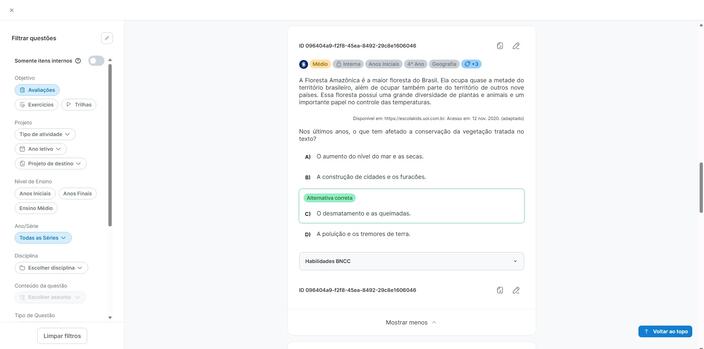 Filtrar questões
Somente itens internos
Objetivo
Avaliações
Exercícios
Trilhas
Projeto
Tipo de atividade
Ano letivo
Projeto de destino
Nível de Ensino
Anos Iniciais
Anos Finais
Ensino Médio
Ano/Série
Todas as Séries
Disciplina
Escolher disciplina
Conteúdo da questão
Escolher assunto
Tipo de Questão
Limpar filtros
ID 096404a9-f2f8-45ea-8492-29c8e1606046
Médio
Interna
Anos iniciais
4º Ano
Geografia
+3
A Floresta Amazônica é a maior floresta do Brasil. Ela ocupa quase a metade do
território brasileiro, além de ocupar também parte do território de outros nove
países. Essa floresta possui uma grande diversidade de plantas e animais e um
importante papel no controle das temperaturas.
Disponível em: https://escolakids.uol.com.br. Acesso em: 12 nov. 2020. (adaptado)
Nos últimos anos, o que tem afetado a conservação da vegetação tratada no
texto?
A) O aumento do nível do mar e as secas.
B) A construção de cidades e os furacões.
Alternativa correta
C) O desmatamento e as queimadas.
D) A poluição e os tremores de terra.
Habilidades BNCC
ID 096404a9-f2f8-45ea-8492-29c8e1606046
Mostrar menos
Voltar ao topo